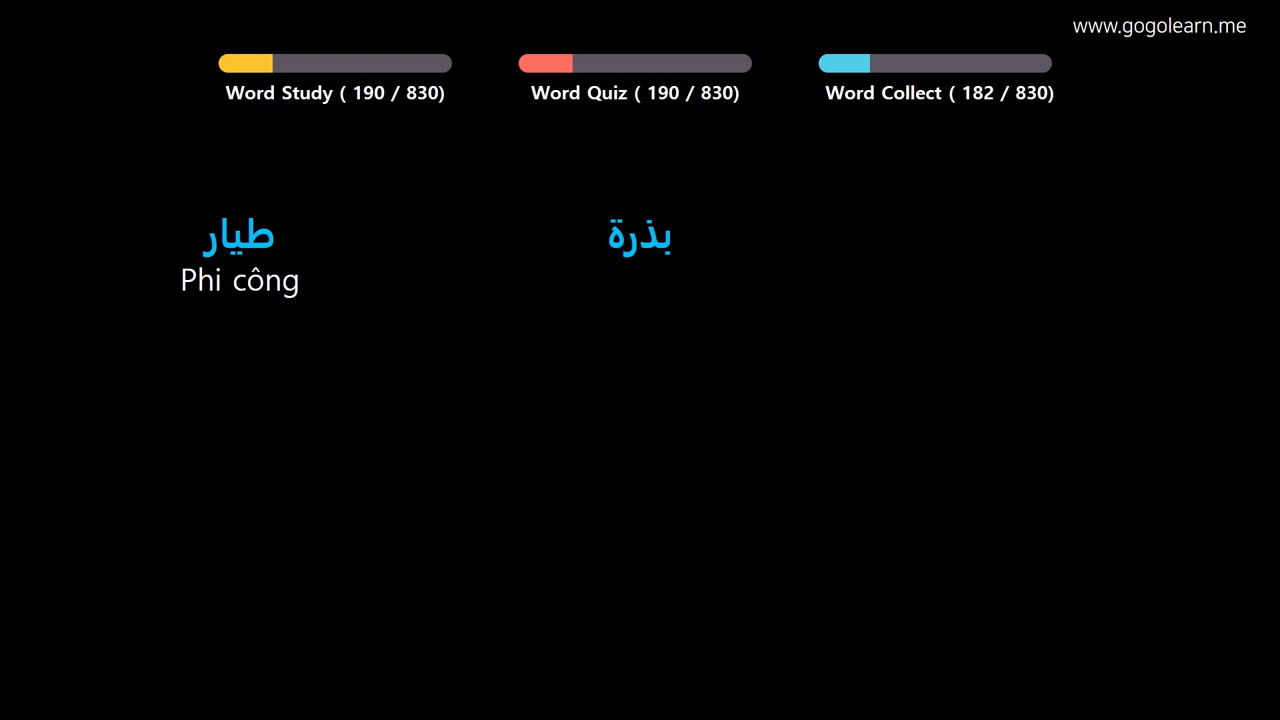 www.gogolearn.me
Word Study ( 190 / 830)
Word Quiz ( 190 / 830)
Word Collect ( 182 / 830)
طيار
Phi công
بذرة